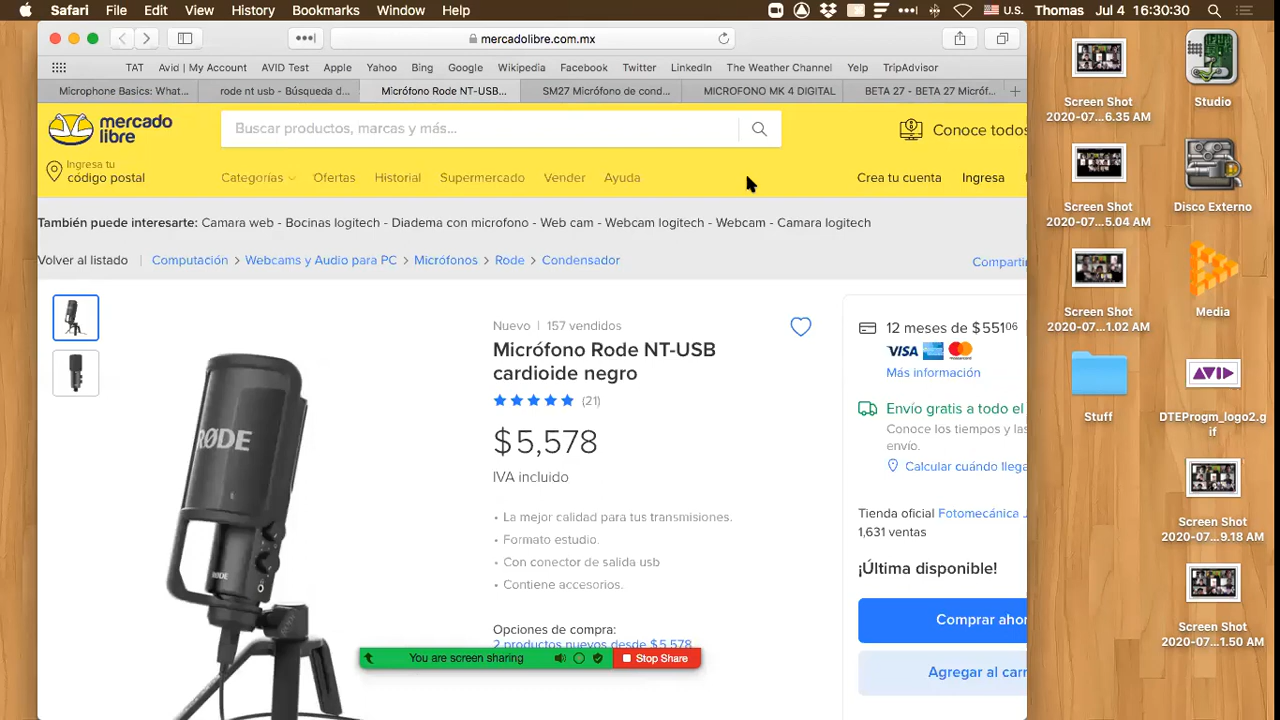 Safari File Edit View History Bookmarks Window Help U.S. Thomas Jul 4 16:30:30
mercadolibre.com.mx
TAT Avid | My Account AVID Test Apple Yahoo! Bling Google Wikipedia Facebook Twitter LinkedIn The Weather Channel Yelp TripAdvisor
Microphone Basics: What... rode nt usb - Búsqueda d... Micrófono Rode NT-USB... SM27 Micrófono de cond... MICROFONO MK 4 DIGITAL BETA 27 - BETA 27 Micróf...
mercado
libre
Buscar productos, marcas y más...
Conoce todos
Ingresa tu
código postal
Categorías Ofertas Historial Supermercado Vender Ayuda
Crea tu cuenta Ingresa
También puede interesarte: Camara web - Bocinas logitech - Diadema con microfono - Web cam - Webcam logitech - Webcam - Camara logitech
Volver al listado | Computación > Webcams y Audio para PC > Micrófonos > Rode > Condensador
Compartir
Nuevo | 157 vendidos
Micrófono Rode NT-USB
cardioide negro
(21)
$5,578
IVA incluido
• La mejor calidad para tus transmisiones.
• Formato estudio.
• Con conector de salida usb
• Contiene accesorios.
Opciones de compra:
2 productos nuevos desde $5,578
12 meses de $551 06
VISA
Más información
Envío gratis a todo el
Conoce los tiempos y las
envío.
Calcular cuándo llega
Tienda oficial Fotomecánica
1,631 ventas
¡Última disponible!
Comprar ahor
Agregar al carr
RØDE
RØDE
You are screen sharing Stop Share
Screen Shot
2020-07...6.35 AM
Studio
Screen Shot
2020-07...5.04 AM
Disco Externo
Screen Shot
2020-07...1.02 AM
Media
Stuff
AVID
DTEProgm_logo2.g
if
Screen Shot
2020-07...9.18 AM
Screen Shot
2020-07...1.50 AM